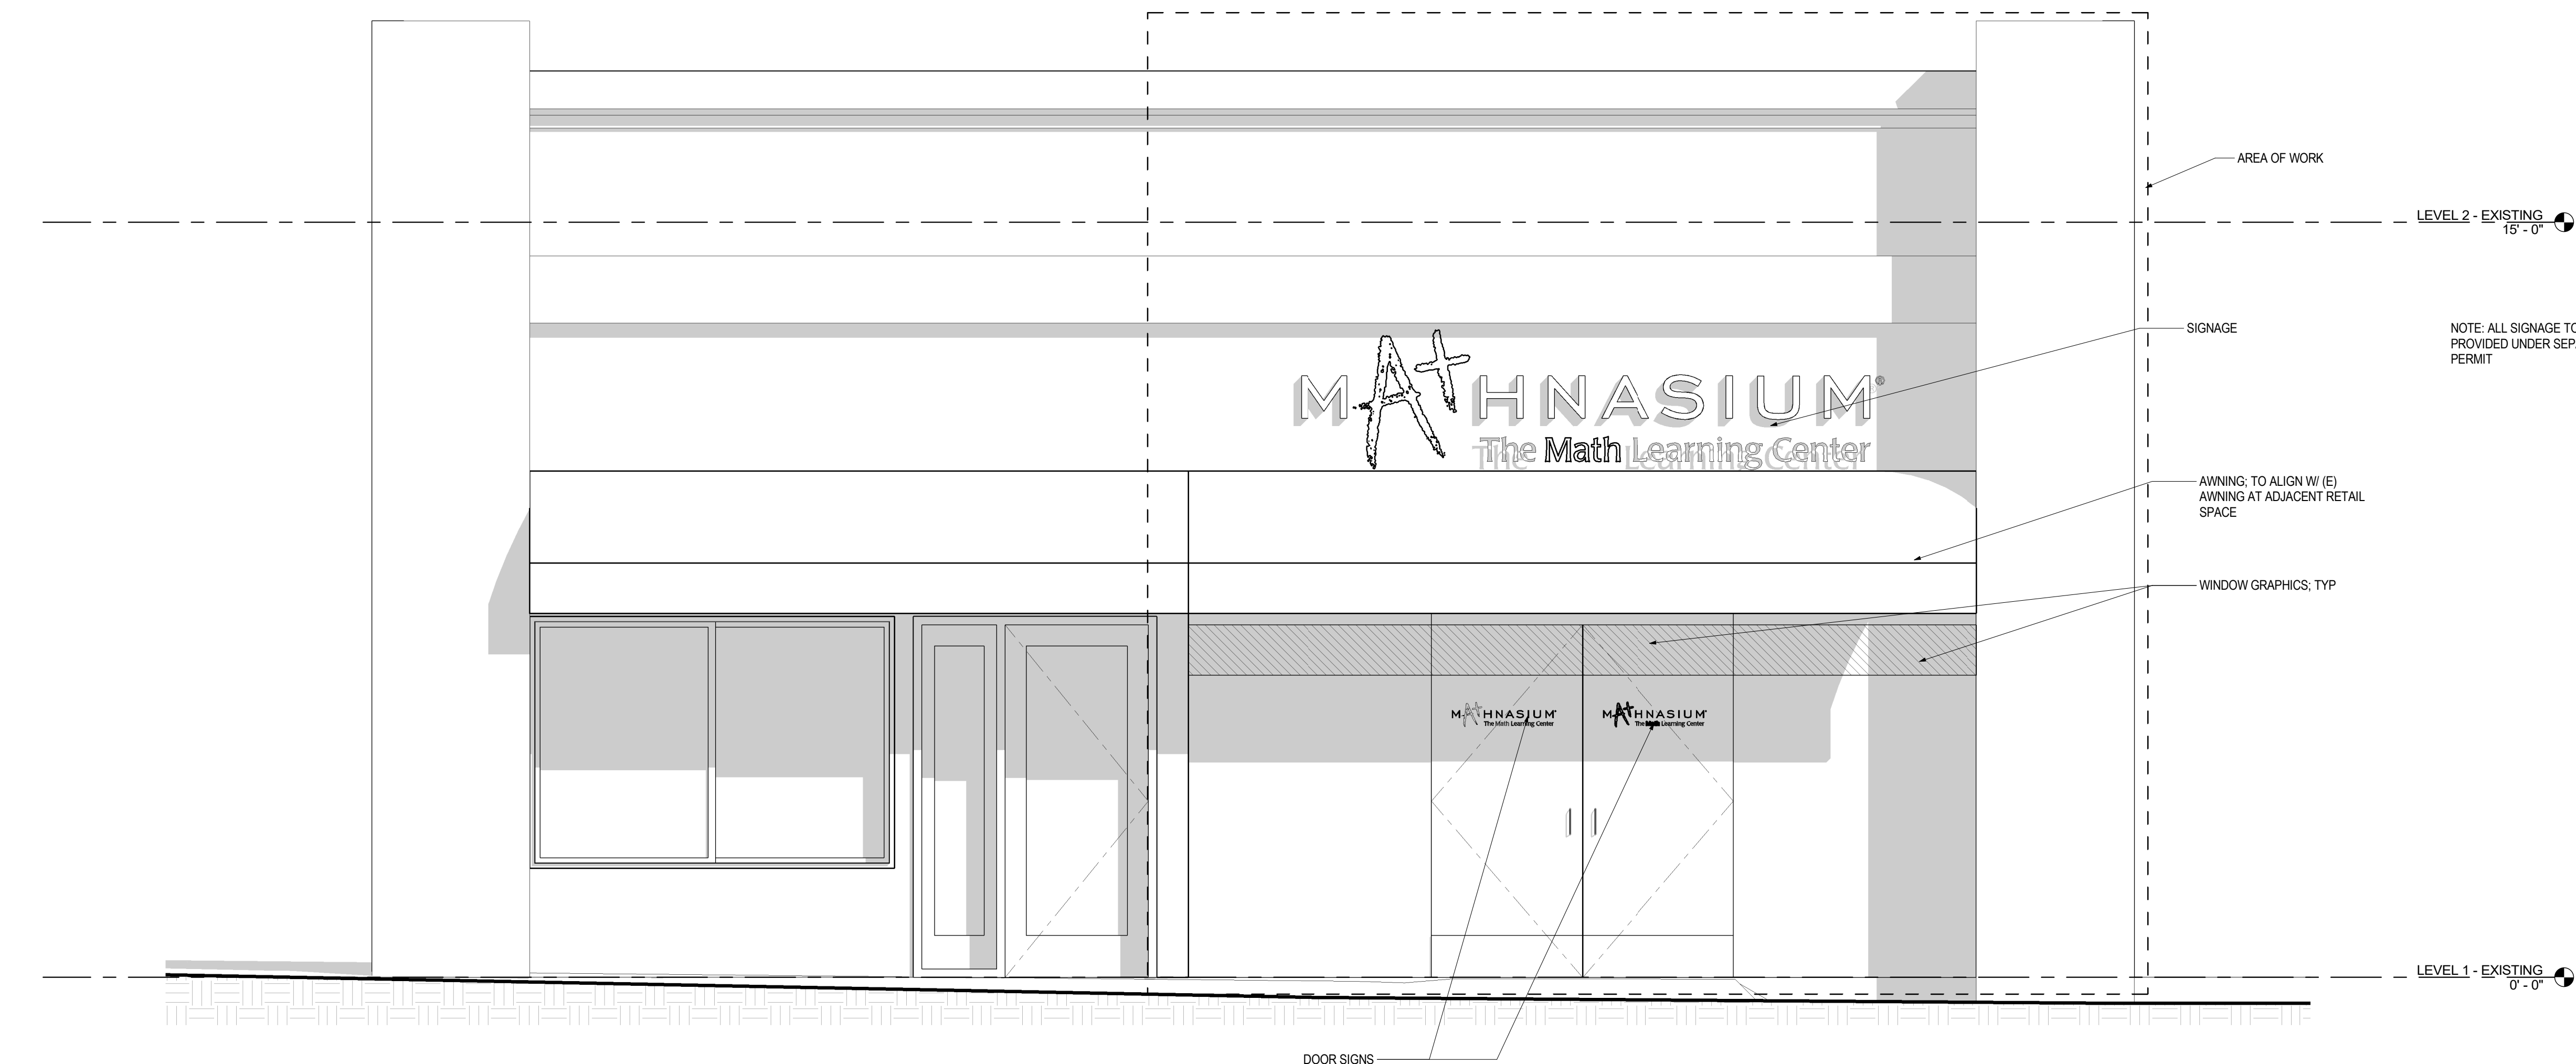 AREA OF WORK
LEVEL 2 - EXISTING
15' - 0"
SIGNAGE
NOTE: ALL SIGNAGE TO
PROVIDED UNDER SEP
PERMIT
MATHNASIUM®
The Math Learning Center
AWNING; TO ALIGN W/ (E)
AWNING AT ADJACENT RETAIL
SPACE
WINDOW GRAPHICS; TYP
MATHNASIUM
The Math Learning Center
MATHNASIUM
The Math Learning Center
LEVEL 1 - EXISTING
0' - 0"
DOOR SIGNS